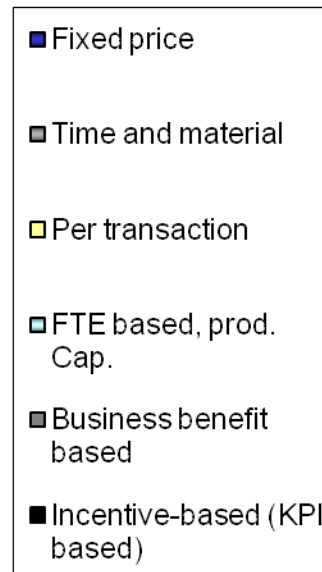 Fixed price
Time and material
Per transaction
FTE based, prod.
Cap.
Business benefit
based
Incentive-based (KPI
based)